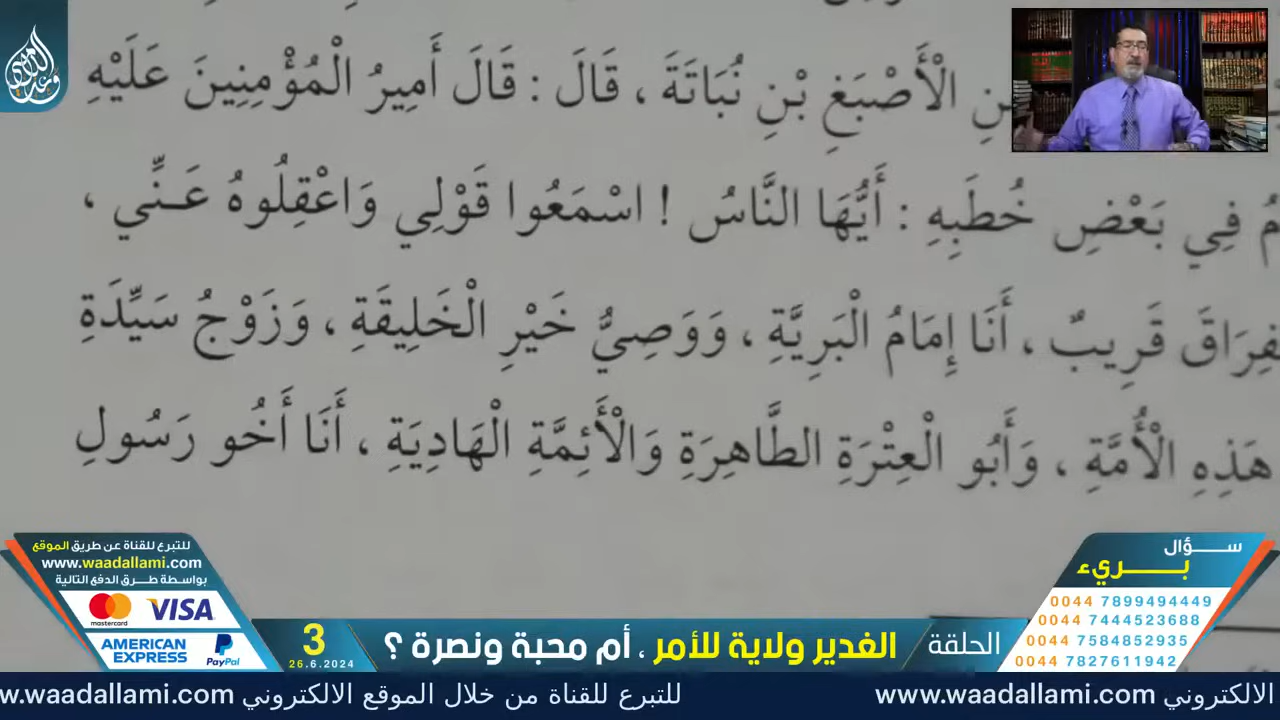 الْأَصْبَغِ بْنِ نُبَاتَةَ ، قَالَ : قَالَ أَمِيرُ الْمُؤْمِنِينَ عَلَيْهِ
فِي بَعْضِ خُطَبِهِ : أَيُّهَا النَّاسُ ! اسْمَعُوا قَوْلِي وَاعْقِلُوهُ عَنِّي ،
قَرِيبٌ ، أَنَا إِمَامُ الْبَرِيَّةِ ، وَوَصِيُّ خَيْرِ الْخَلِيقَةِ ، وَزَوْجُ سَيِّدَةِ
هَذِهِ الْأُمَّةِ ، وَأَبُو الْعِتْرَةِ الطَّاهِرَةِ وَالْأَئِمَّةِ الْهَادِيَةِ ، أَنَا أَخُو رَسُولِ
سؤال
بريء
0044 7899494449
0044 7444523688
0044 7584852935
0044 7827611942
للتبرع للقناة عن طريق الموقع
www.waadallami.com
بواسطة طرق الدفع التالية
mastercard
VISA
AMERICAN EXPRESS
PayPal
الحلقة
3
26.6.2024
الغدير ولاية للأمر ، أم محبة ونصرة ؟
الالكتروني www.waadallami.com
للتبرع للقناة من خلال الموقع الالكتروني www.waadallami.com